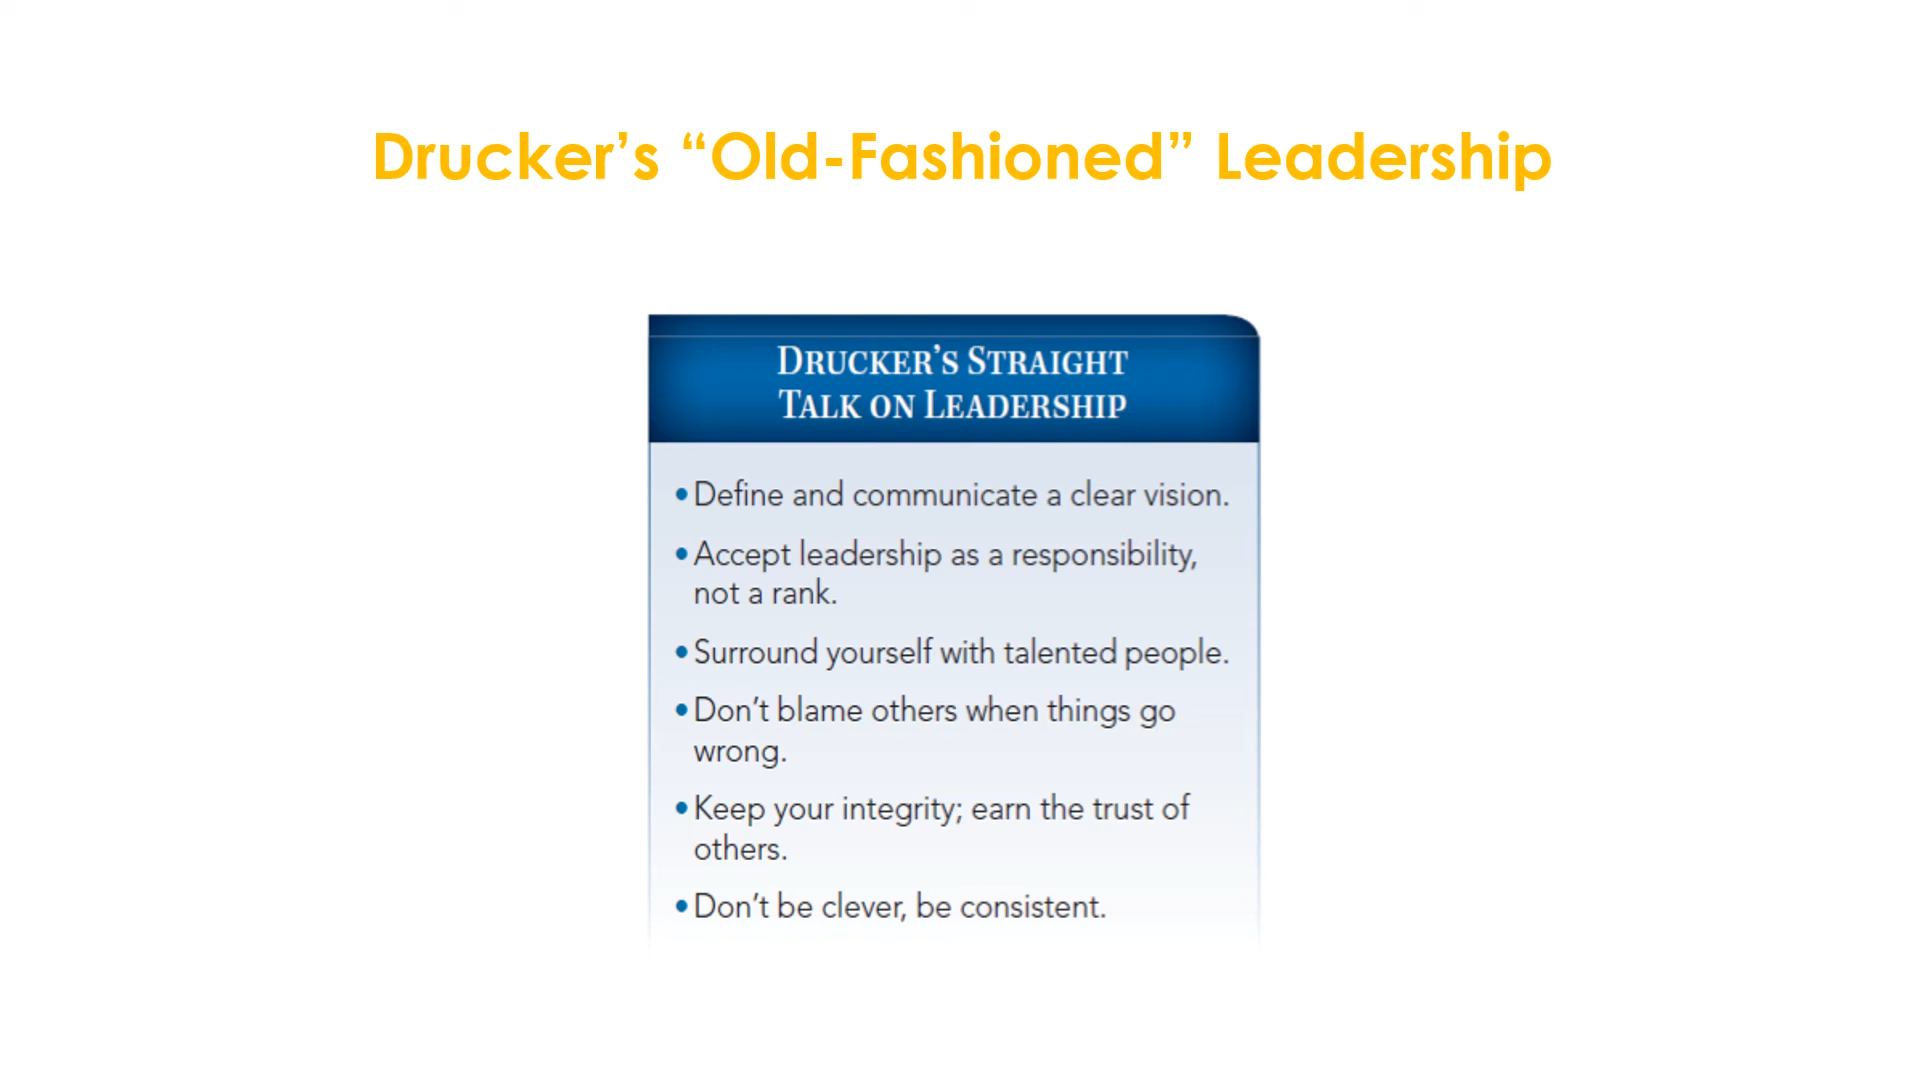 Drucker’s “Old-Fashioned” Leadership
DRUCKER’S STRAIGHT
TALK ON LEADERSHIP
• Define and communicate a clear vision.
• Accept leadership as a responsibility,
not a rank.
• Surround yourself with talented people.
• Don’t blame others when things go
wrong.
• Keep your integrity; earn the trust of
others.
• Don’t be clever, be consistent.